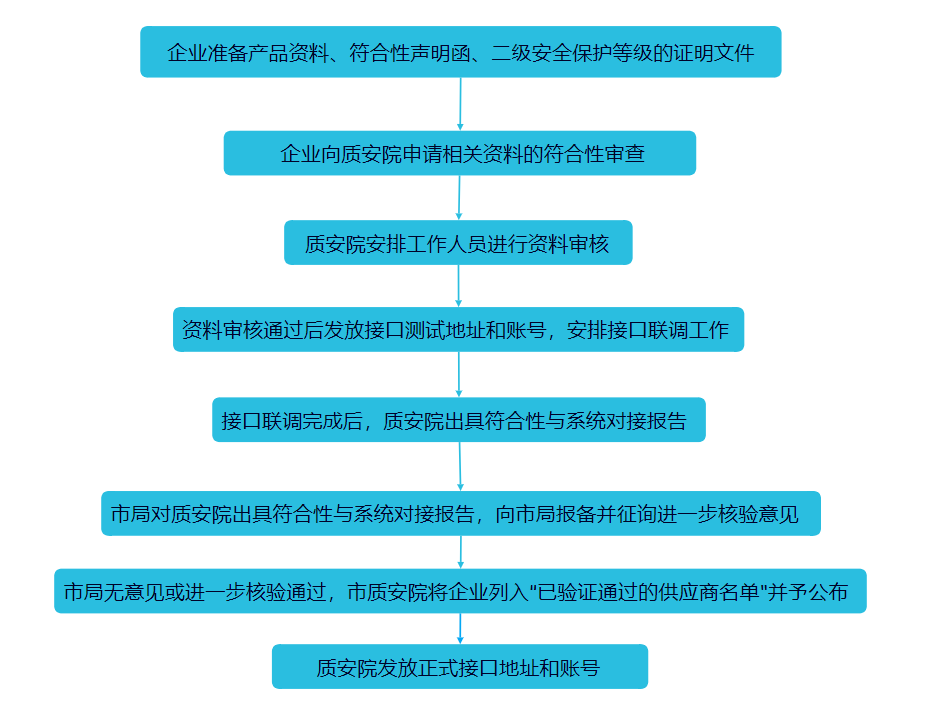 企业准备产品资料、符合性声明函、二级安全保护等级的证明文件
企业向质安院申请相关资料的符合性审查
质安院安排工作人员进行资料审核
资料审核通过后发放接口测试地址和账号，安排接口联调工作
接口联调完成后，质安院出具符合性与系统对接报告
市局对质安院出具符合性与系统对接报告，向市局报备并征询进一步核验意见
市局无意见或进一步核验通过，市质安院将企业列入“已验证通过的供应商名单"并予公布
质安院发放正式接口地址和账号